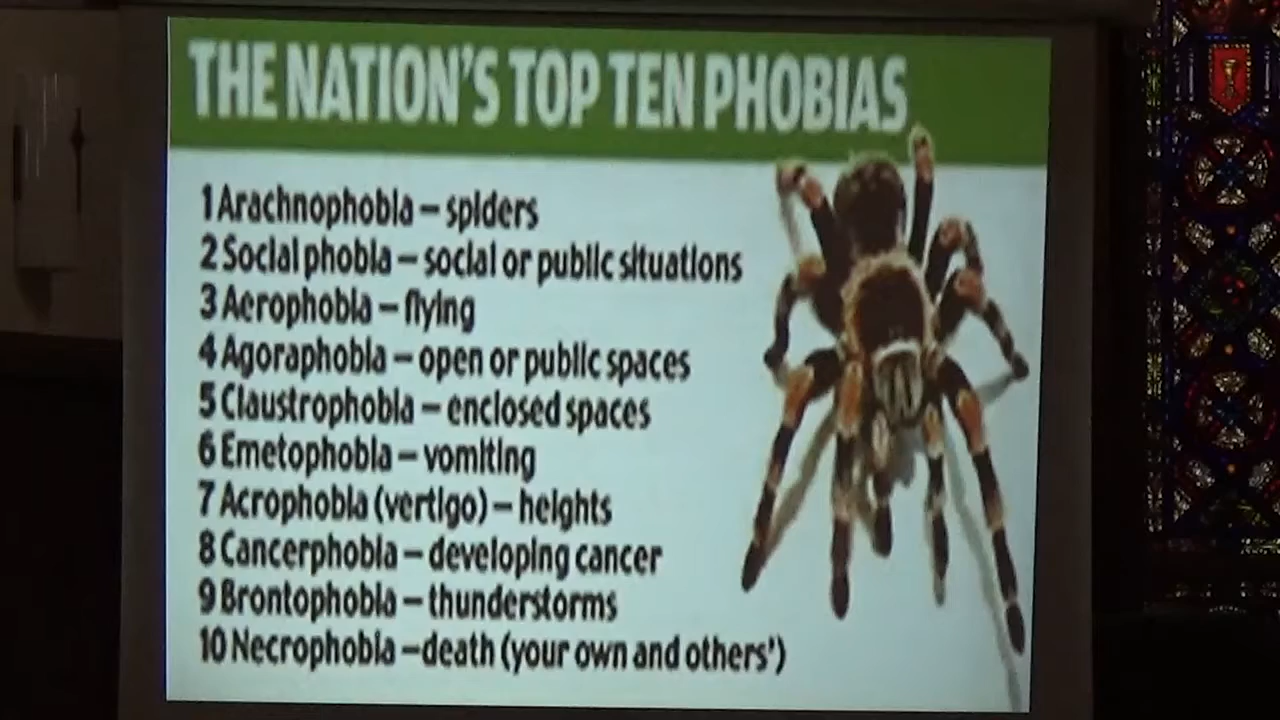 THE NATION'S TOP TEN PHOBIAS
1 Arachnophobia – spiders
2 Social phobia – social or public situations
3 Aerophobia – flying
4 Agoraphobia – open or public spaces
5 Claustrophobia – enclosed spaces
6 Emetophobia – vomiting
7 Acrophobia (vertigo) – heights
8 Cancerphobia – developing cancer
9 Brontophobia – thunderstorms
10 Necrophobia –death (your own and others')